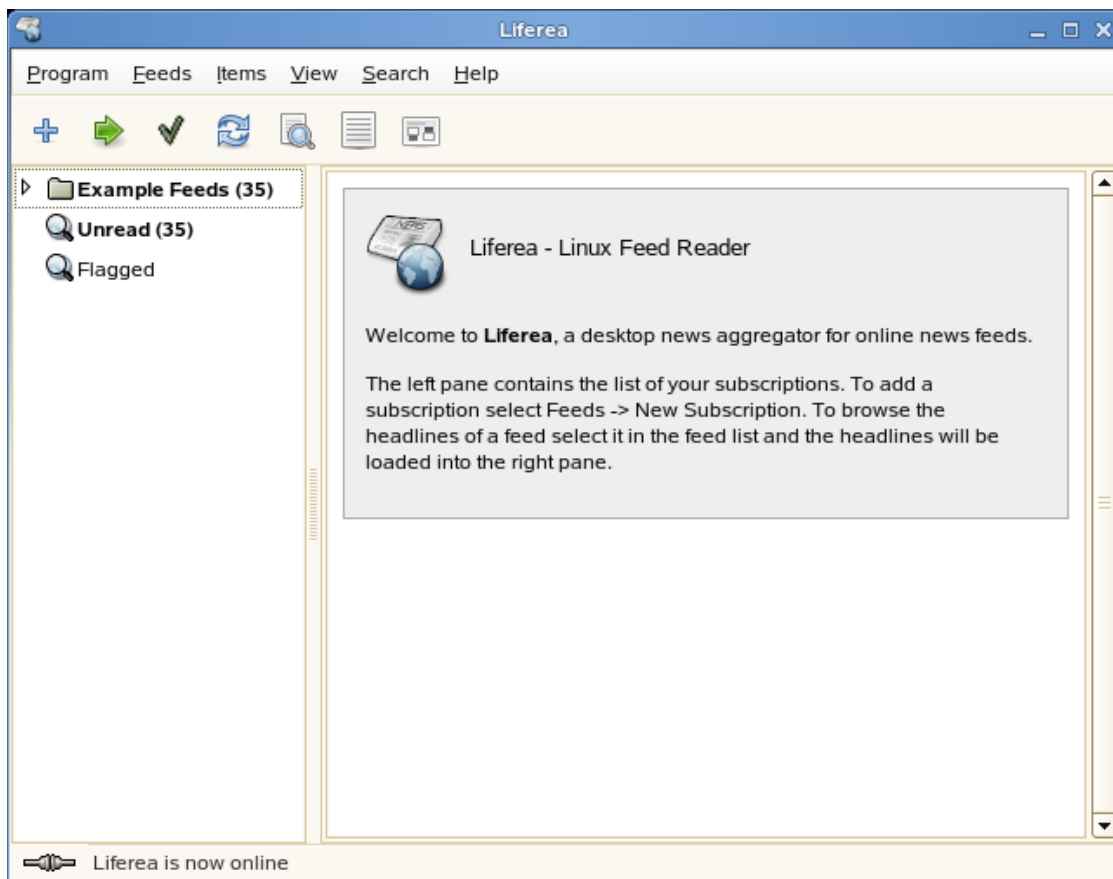 Liferea
Program Feeds Items View Search Help
Example Feeds (35)
Unread (35)
Flagged
NEWS
Liferea - Linux Feed Reader
Welcome to Liferea, a desktop news aggregator for online news feeds.
The left pane contains the list of your subscriptions. To add a
subscription select Feeds -> New Subscription. To browse the
headlines of a feed select it in the feed list and the headlines will be
loaded into the right pane.
Liferea is now online